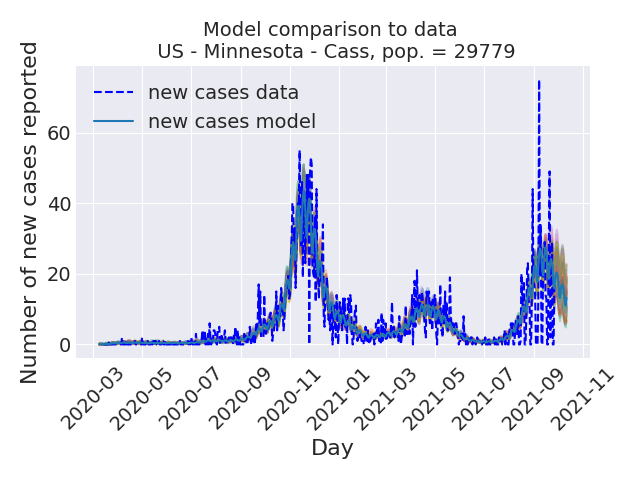 Model comparison to data
US - Minnesota - Cass, pop. = 29779
Number of new cases reported
new cases data
new cases model
60
40
20
0
2020-03
2020-05
2020-07
2020-09
2020-11
2021-01
2021-03
2021-05
2021-07
2021-09
2021-11
Day